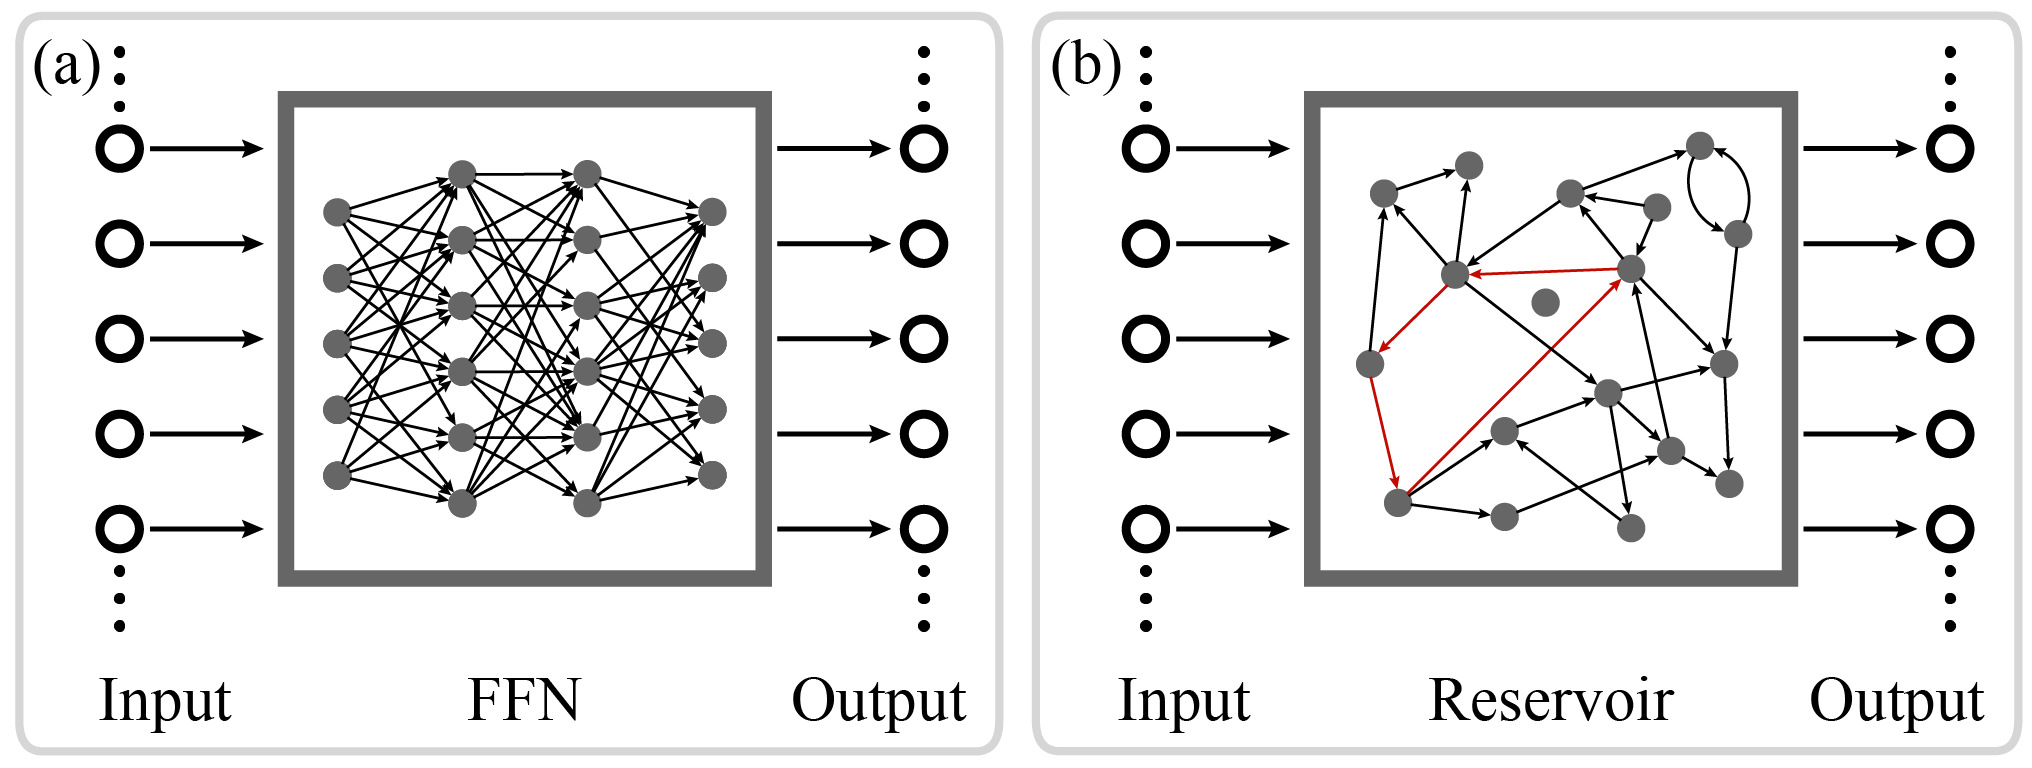 (a)
Input FFN Output
(b)
Input Reservoir Output